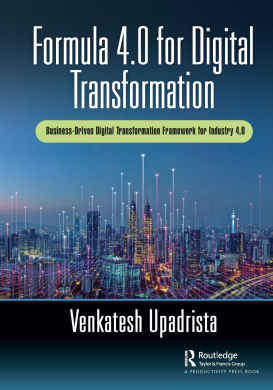 Formula 4.0 for Digital
Transformation
Business-Driven Digital Transformation Framework for Industry 4.0
Venkatesh Upadrista
Routledge
Taylor & Francis Group
A PRODUCTIVITY PRESS BOOK